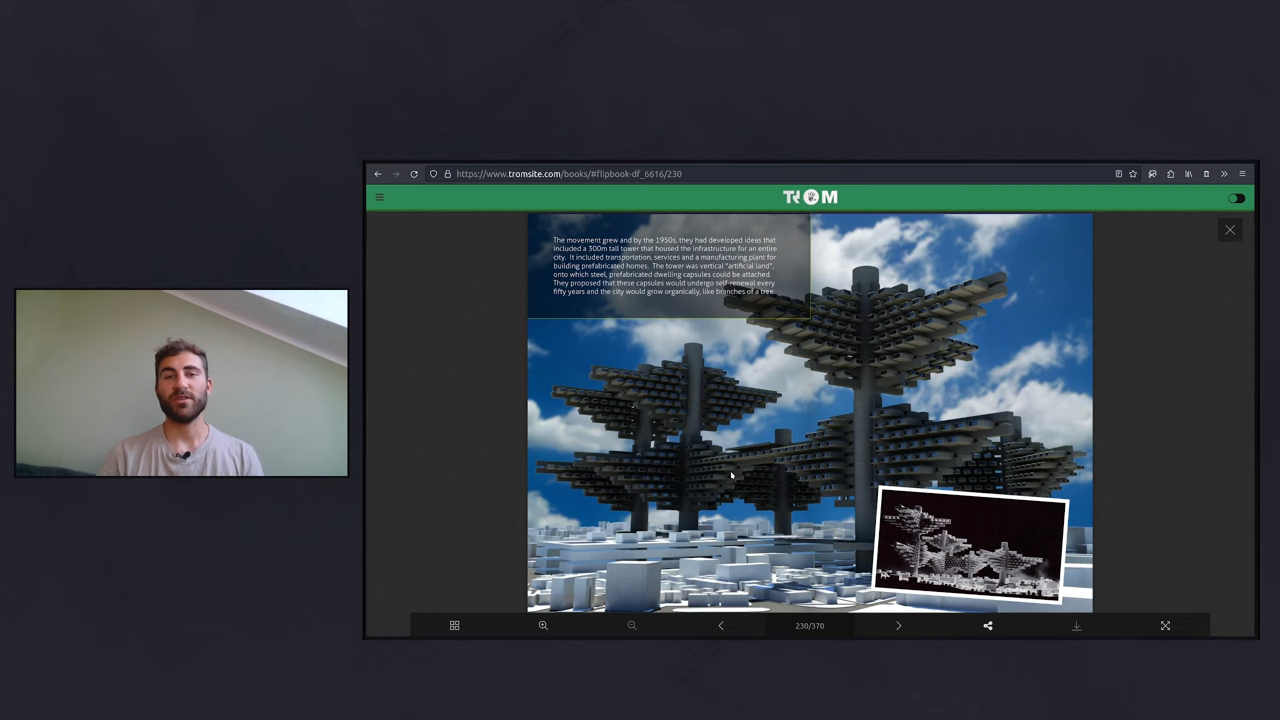 https://www.tromsite.com/books/#flipbook-df_6616/230
TROM
The movement grew and by the 1950s, they had developed ideas that
included a 300m tall tower that housed the infrastructure for an entire
city. It included transportation, services and a manufacturing plant for
building prefabricated homes. The tower was vertical "artificial land",
onto which steel, prefabricated dwelling capsules could be attached.
They proposed that these capsules would undergo self-renewal every
fifty years and the city would grow organically, like branches of a tree.
230/370